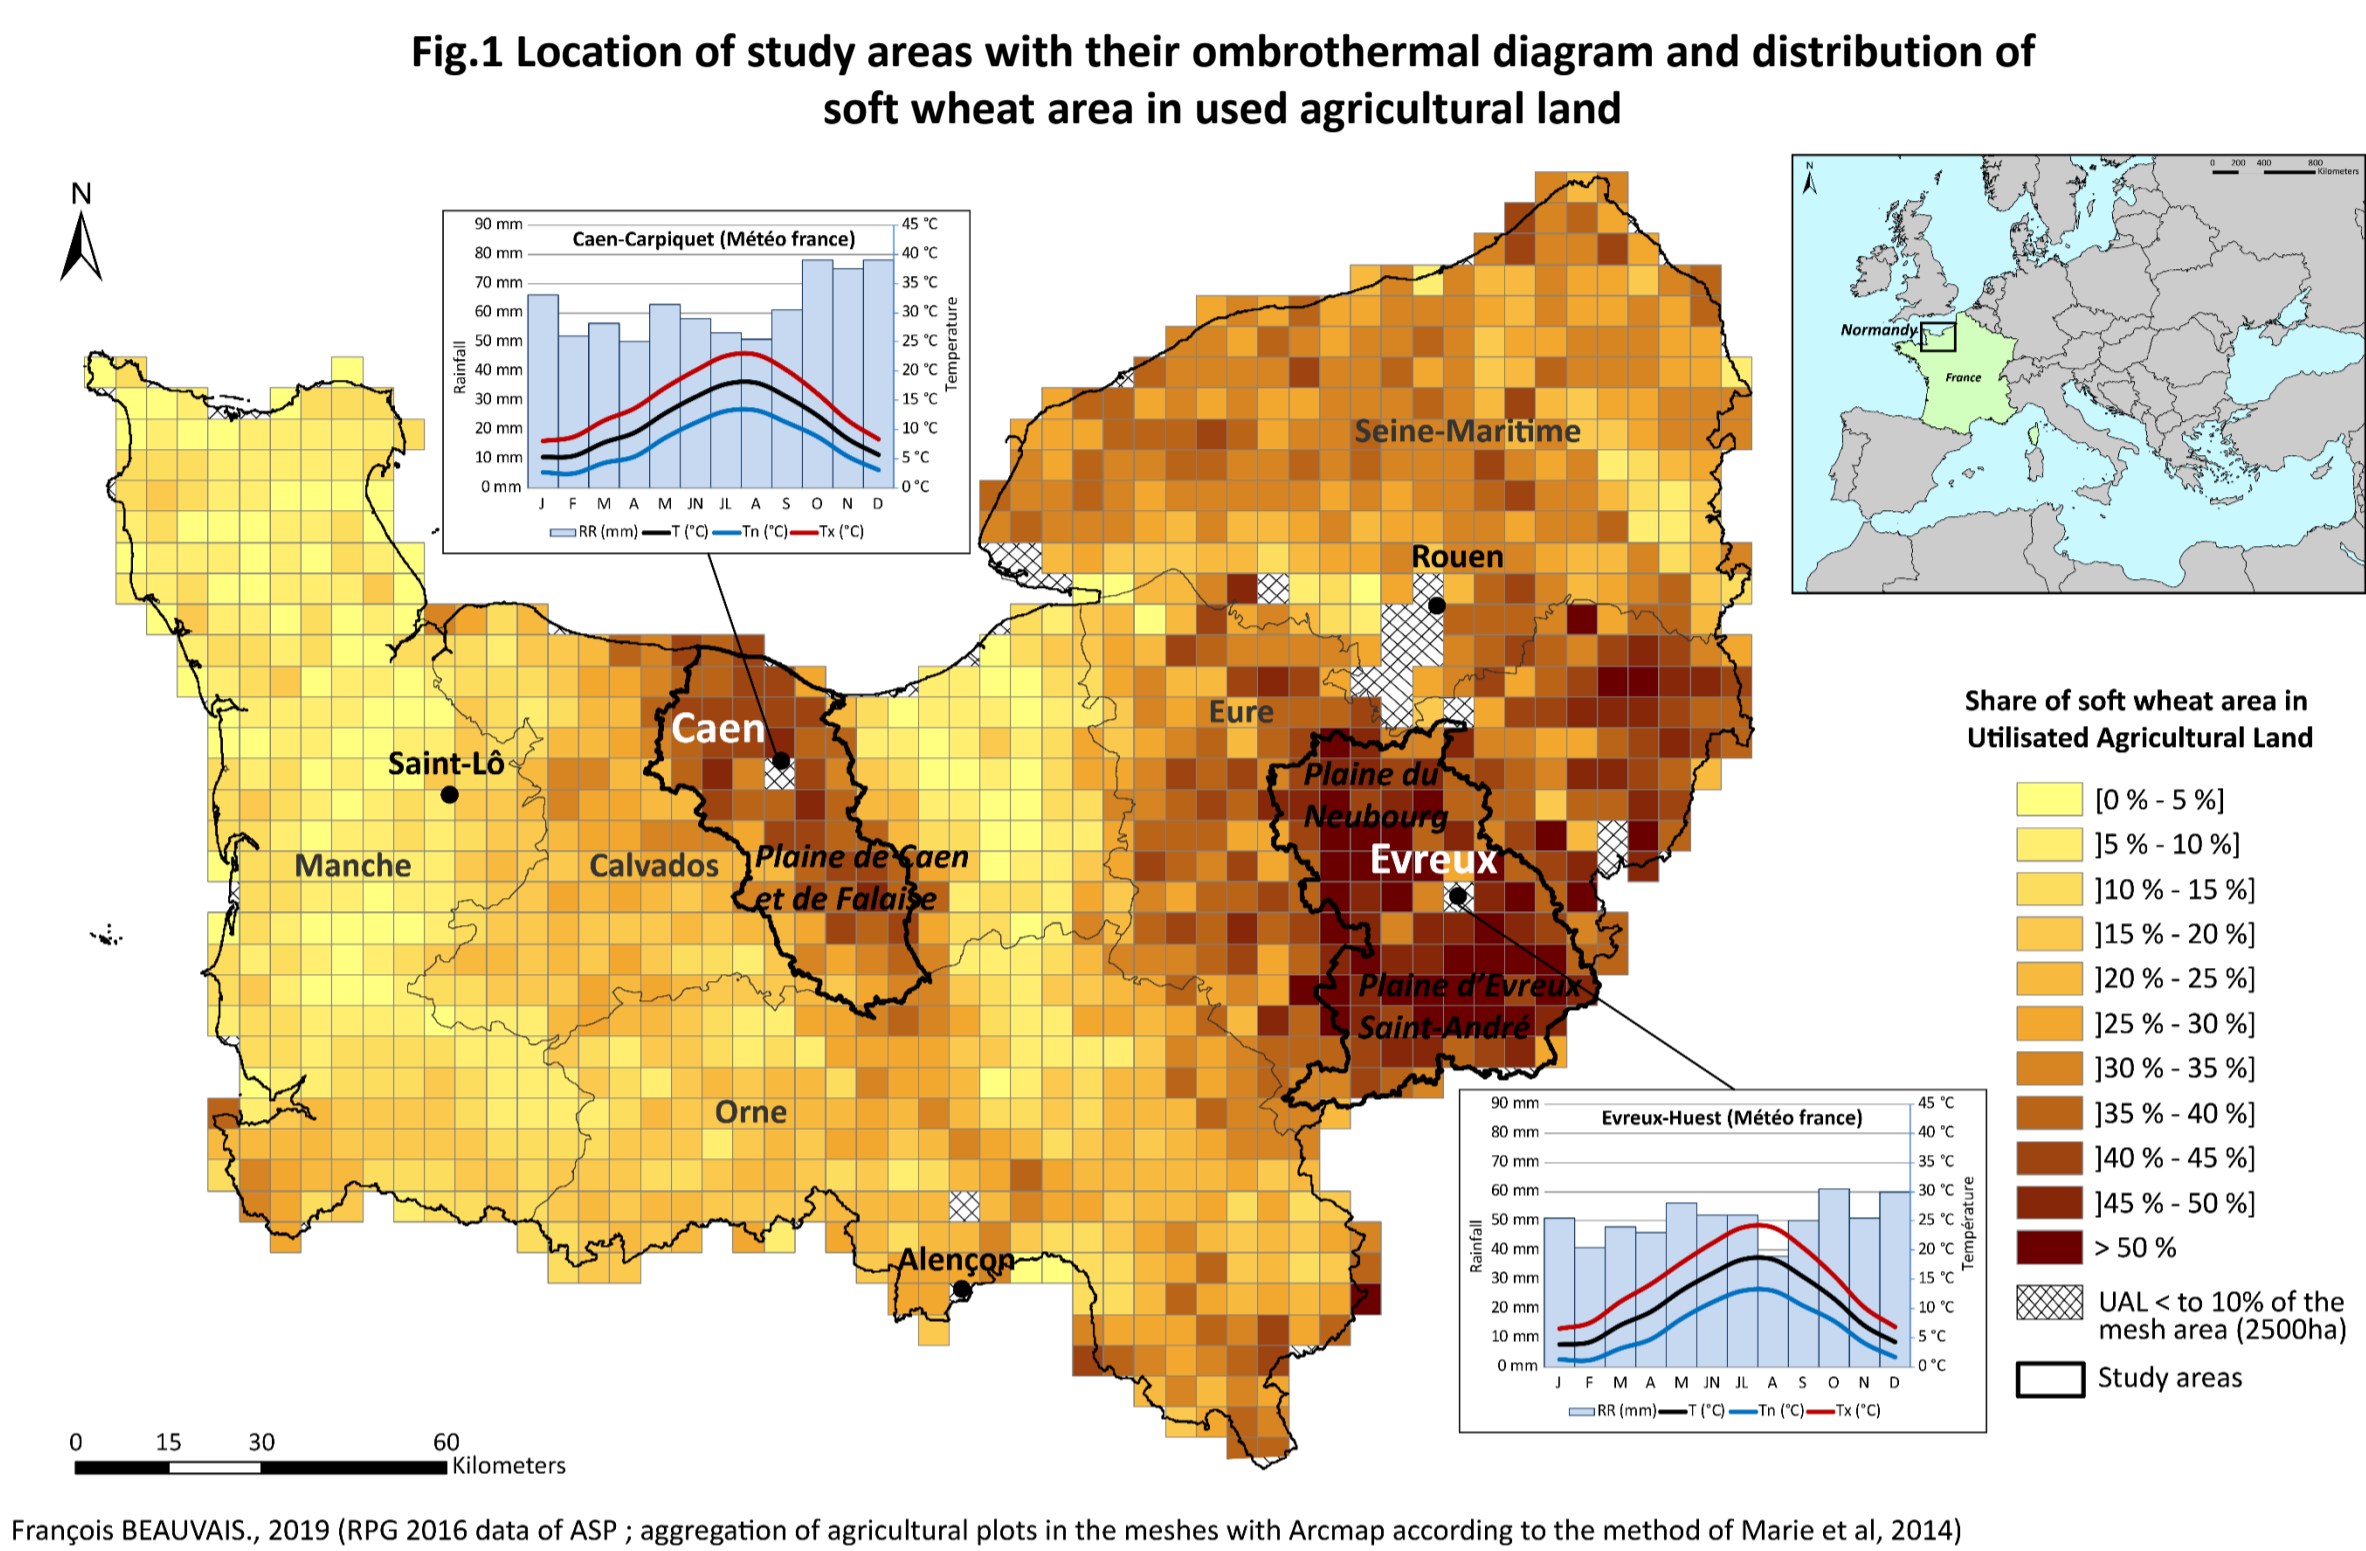 Fig.1 Location of study areas with their ombrothermal diagram and distribution of
soft wheat area in used agricultural land
N
Caen-Carpiquet (Météo france)
90 mm
80 mm
70 mm
60 mm
50 mm
40 mm
30 mm
20 mm
10 mm
0 mm
Rainfall
45 °C
40 °C
35 °C
30 °C
25 °C
20 °C
15 °C
10 °C
5 °C
0 °C
Temperature
J F M A M JN JL A S O N D
RR (mm) T (°C) Tn (°C) Tx (°C)
N
0 200 400 800
Kilometers
Normandy
France
Seine-Maritime
Rouen
Eure
Caen
Saint-Lô
Manche
Calvados
Plaine de Caen
et de Falaise
Plaine du
Neubourg
Evreux
Plaine d'Evreux
Saint-André
Orne
Alençon
Share of soft wheat area in
Utilisated Agricultural Land
[0 % - 5 %]
]5 % - 10 %]
]10 % - 15 %]
]15 % - 20 %]
]20 % - 25 %]
]25 % - 30 %]
]30 % - 35 %]
]35 % - 40 %]
]40 % - 45 %]
]45 % - 50 %]
> 50 %
UAL < to 10% of the
mesh area (2500ha)
Study areas
Evreux-Huest (Météo france)
90 mm
80 mm
70 mm
60 mm
50 mm
40 mm
30 mm
20 mm
10 mm
0 mm
Rainfall
45 °C
40 °C
35 °C
30 °C
25 °C
20 °C
15 °C
10 °C
5 °C
0 °C
Température
J F M A M JN JL A S O N D
RR (mm) T (°C) Tn (°C) Tx (°C)
0 15 30 60
Kilometers
François BEAUVAIS., 2019 (RPG 2016 data of ASP ; aggregation of agricultural plots in the meshes with Arcmap according to the method of Marie et al, 2014)